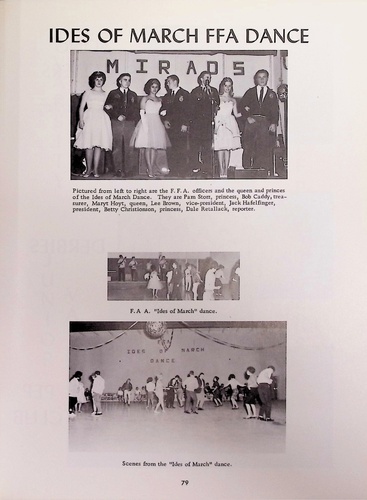 IDES OF MARCH FFA DANCE
MIRADS
Pictured from left to right are the F.F.A. officers and the queen and princes
of the Ides of March Dance. They are Pam Storr, princess, Bob Caddy, trea-
surer, Maryt Hoyt, queen, Lee Brown, vice-president, Jack Hafelfinger,
president, Betty Christionson, princess, Dale Retallack, reporter.
F.A A. "Ides of March" dance.
IDES OF MARCH
DANCE
Scenes from the "Ides of March" dance.
79